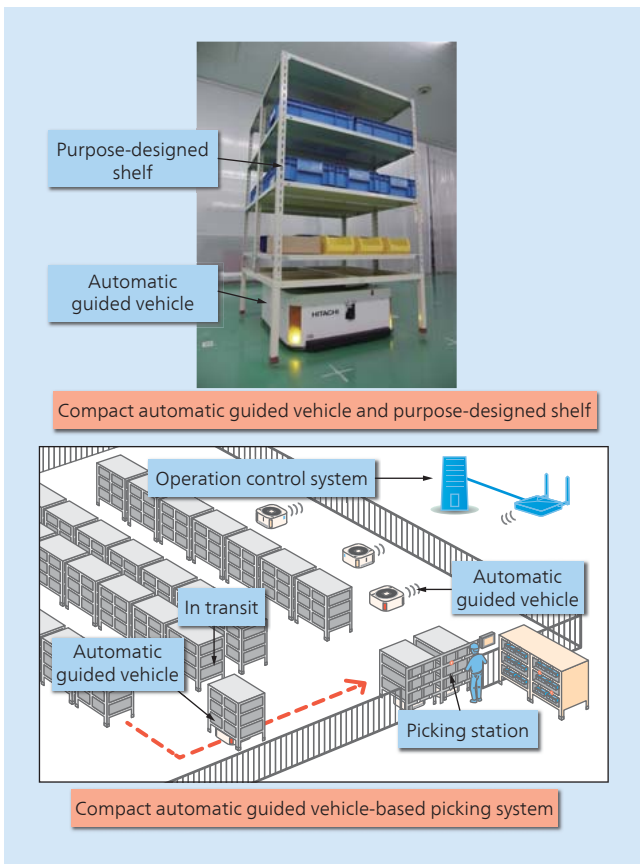 Purpose-designed
shelf
Automatic
guided vehicle
HITACHI
Compact automatic guided vehicle and purpose-designed shelf
Operation control system
Automatic
guided vehicle
In transit
Automatic
guided vehicle
Picking station
Compact automatic guided vehicle-based picking system